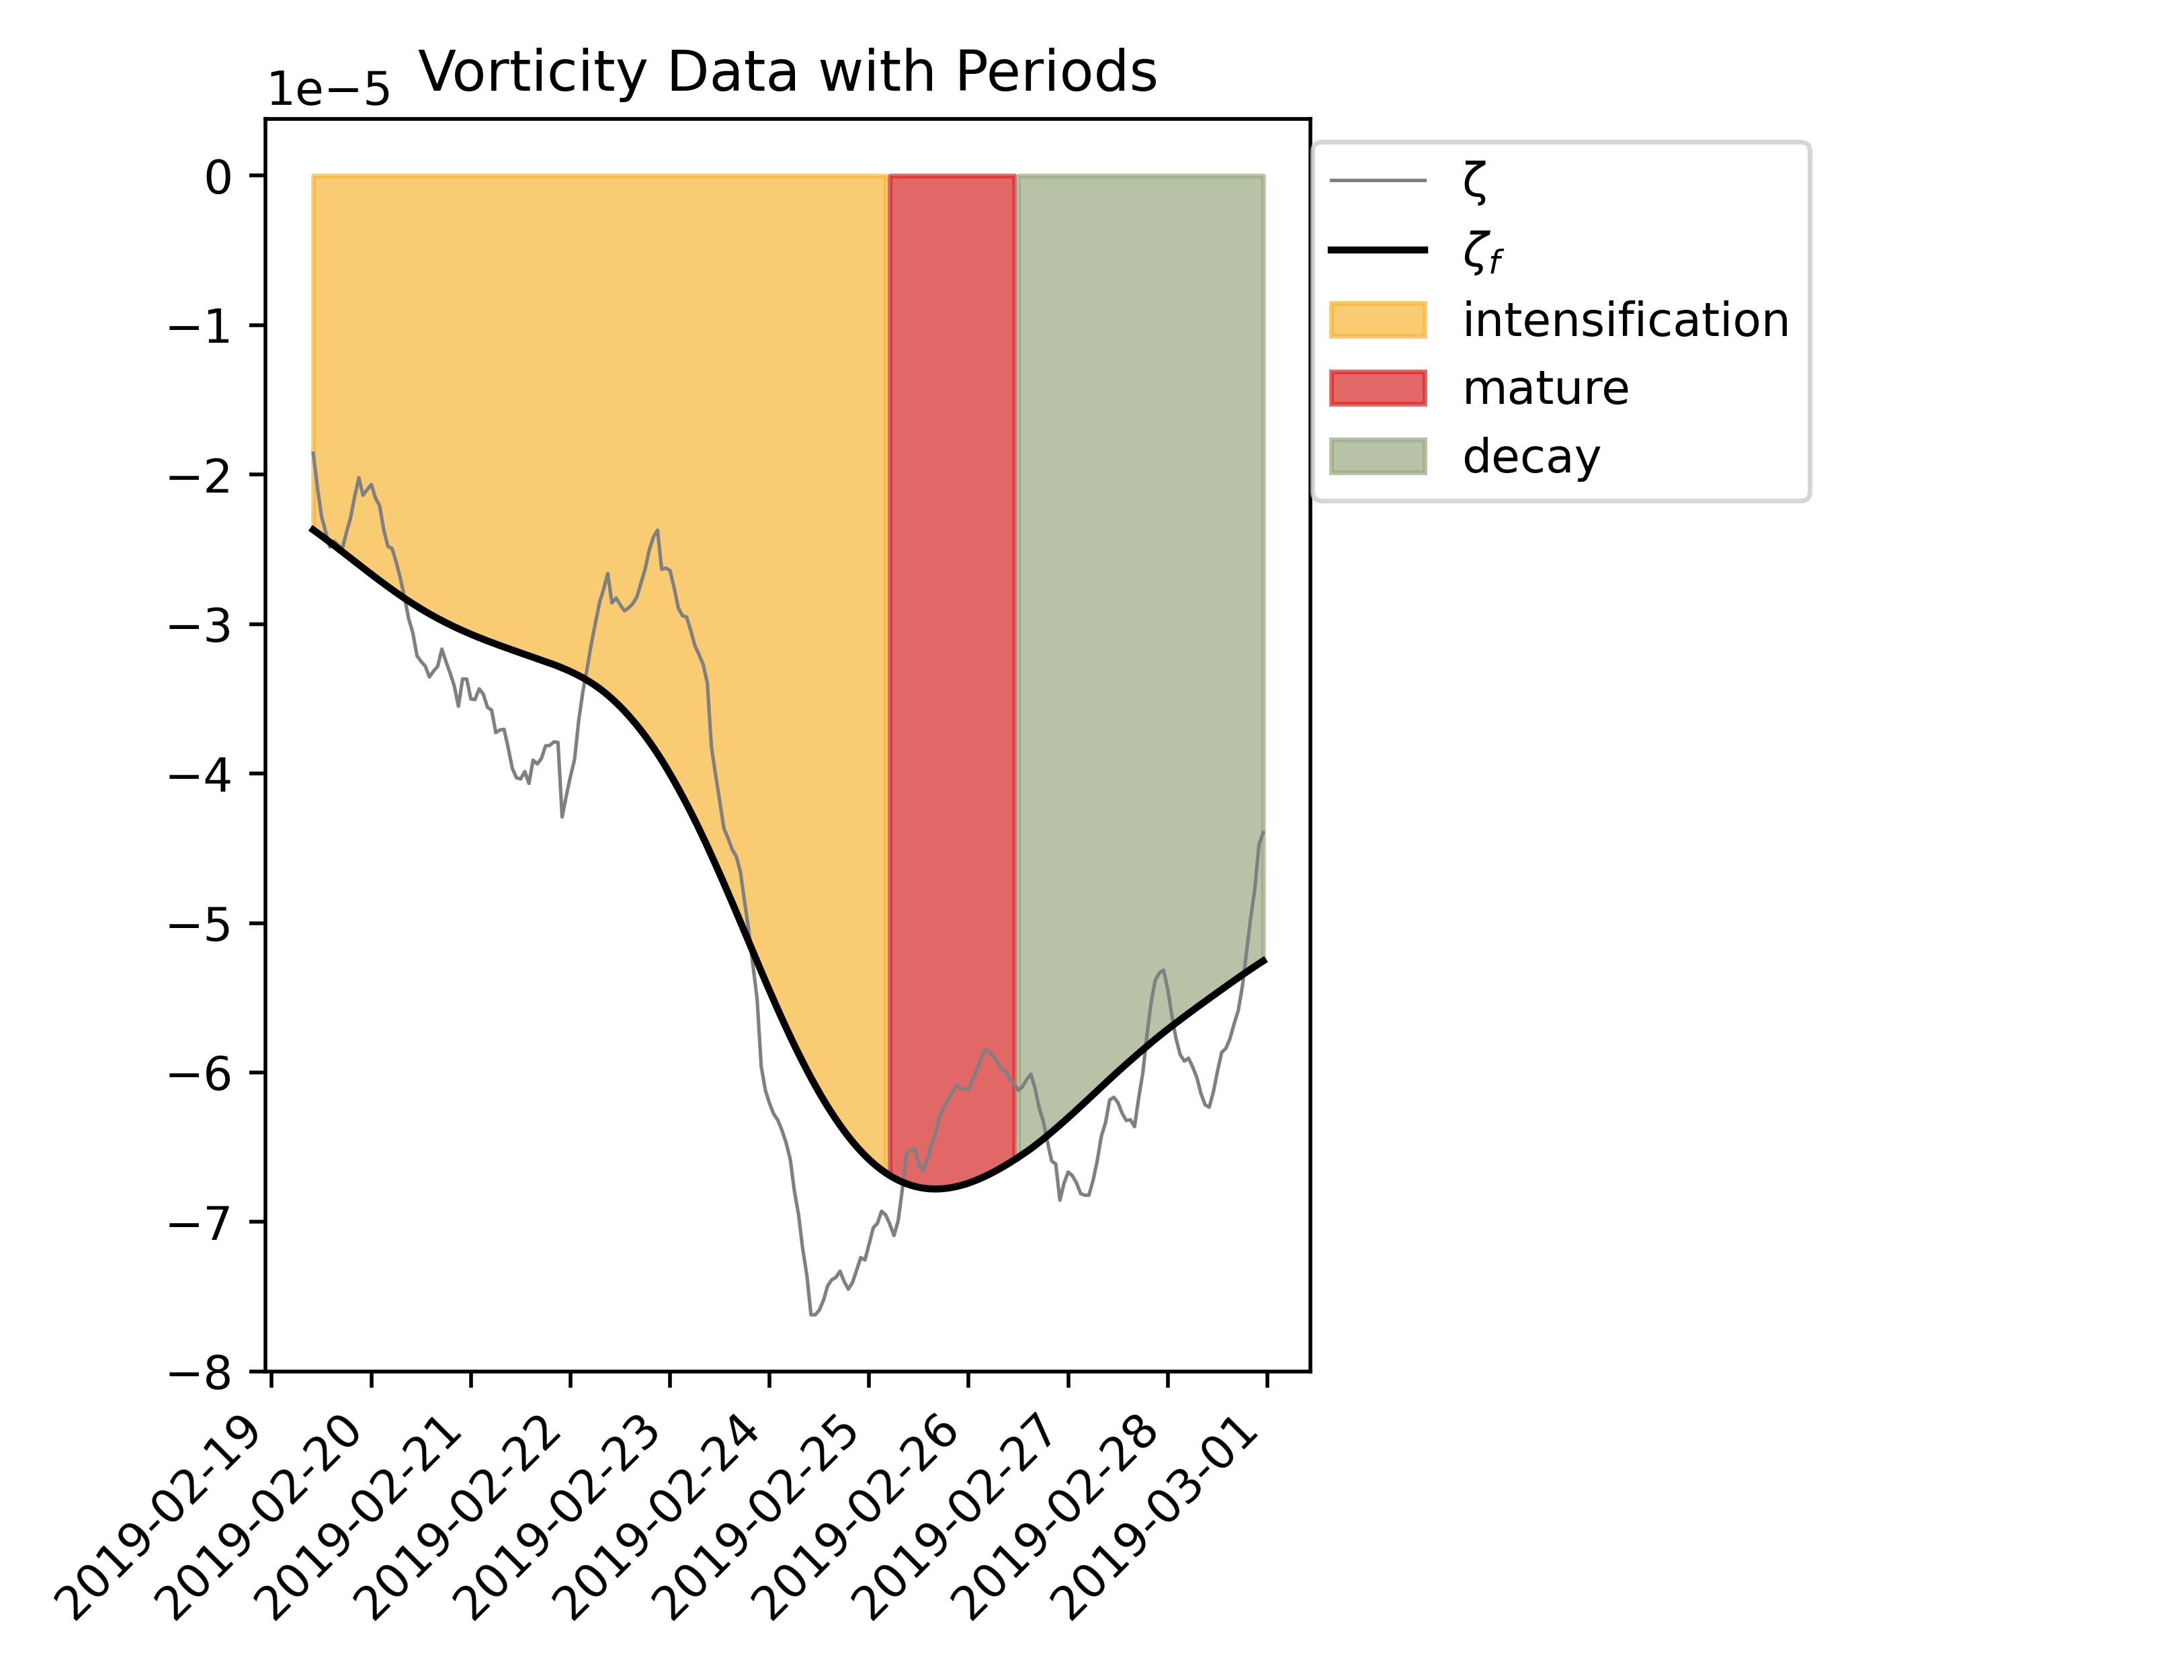 Vorticity Data with Periods
1e−5
0
−1
−2
−3
−4
−5
−6
−7
−8
2019-02-19
2019-02-20
2019-02-21
2019-02-22
2019-02-23
2019-02-24
2019-02-25
2019-02-26
2019-02-27
2019-02-28
2019-03-01
ζ
ζf
intensification
mature
decay